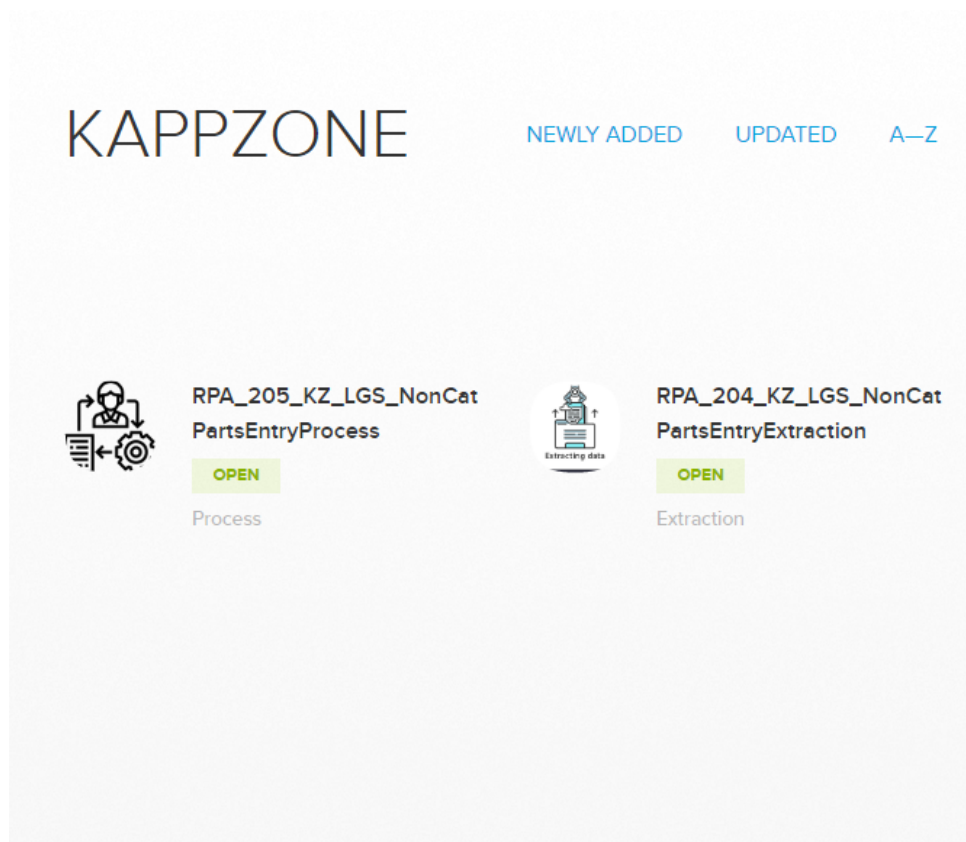 KAPPZONE
NEWLY ADDED
UPDATED
A—Z
RPA_205_KZ_LGS_NonCat
PartsEntryProcess
OPEN
Process
Extracting data
RPA_204_KZ_LGS_NonCat
PartsEntryExtraction
OPEN
Extraction